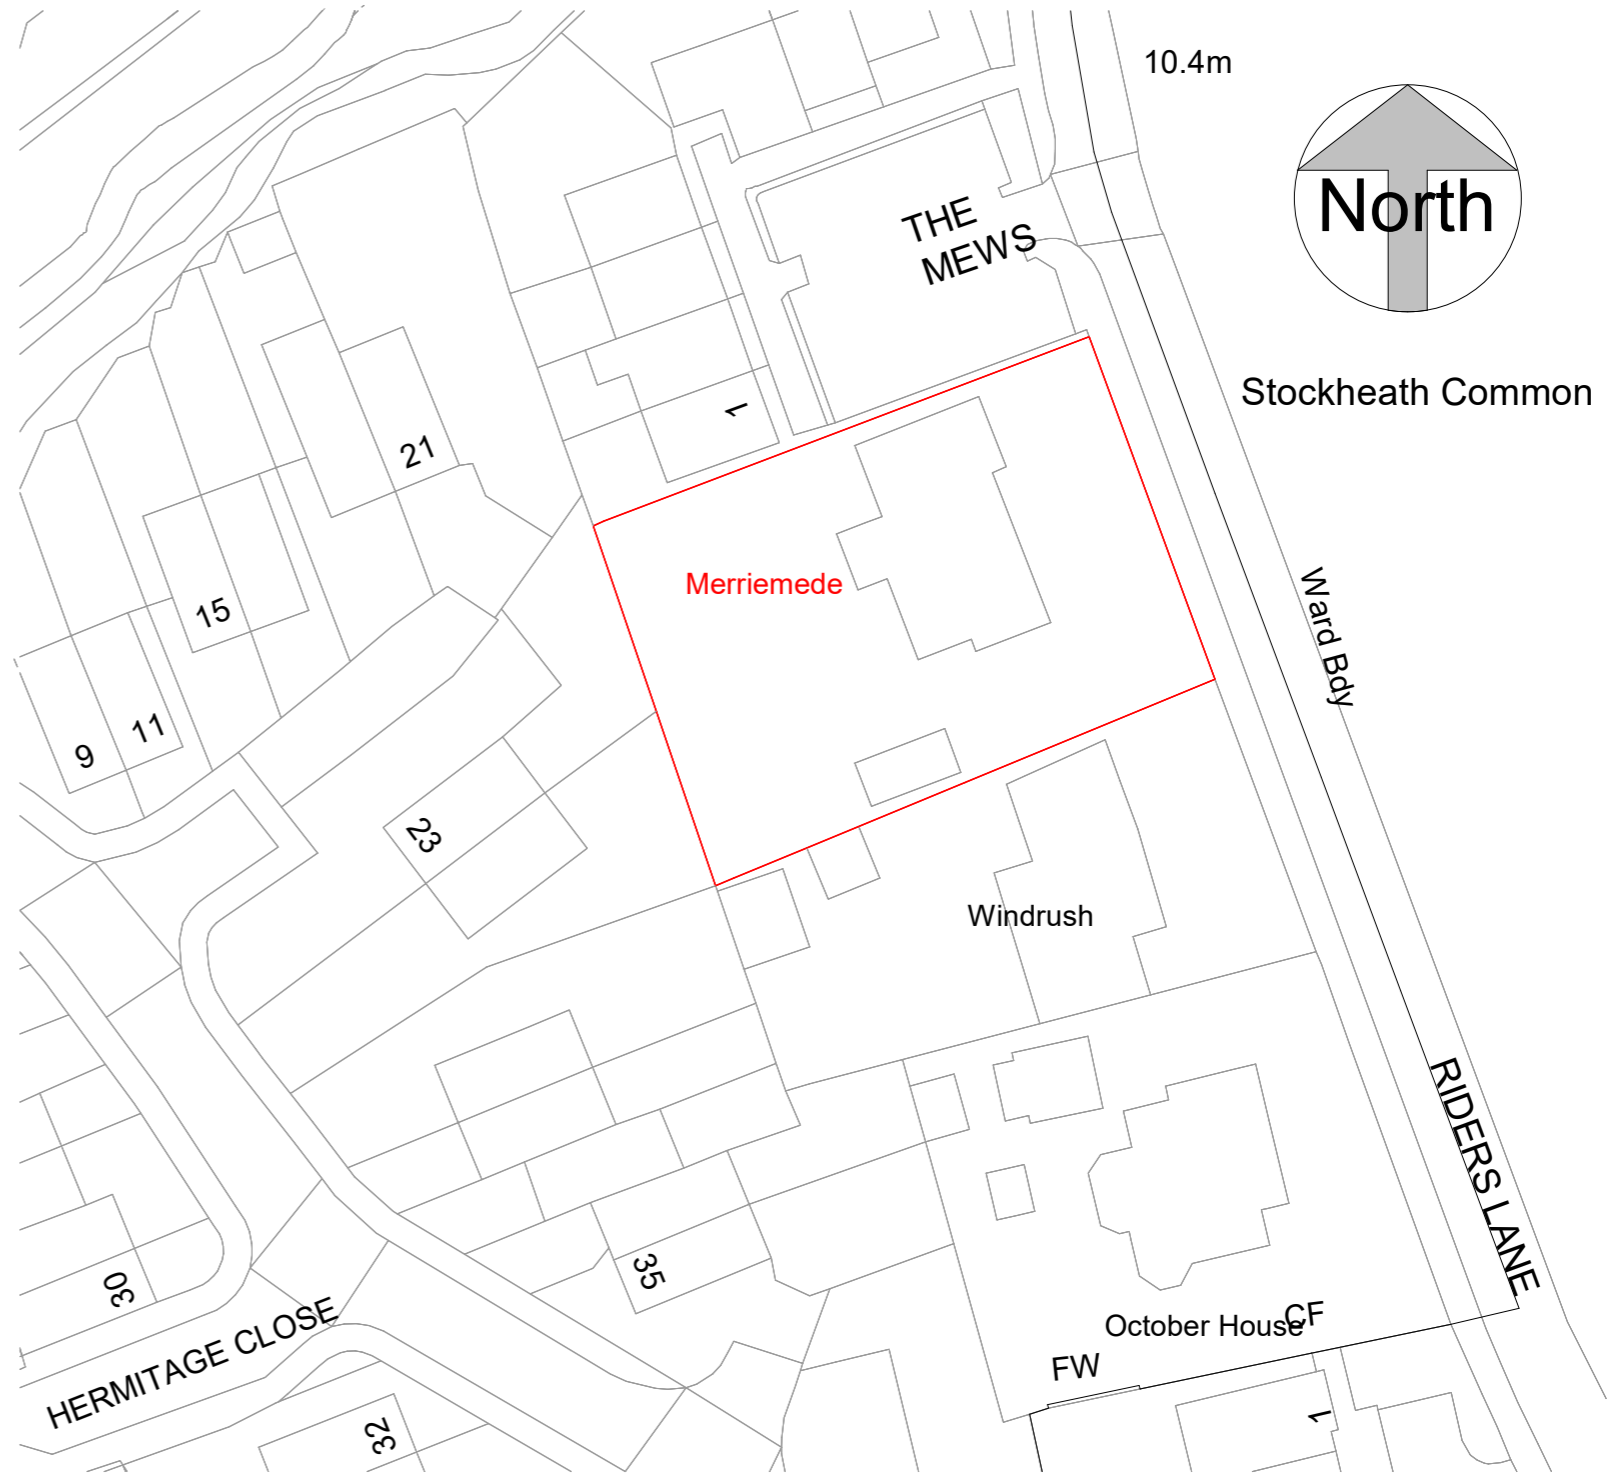 10.4m
North
THE
MEWS
Stockheath Common
1
21
Merriemede
15
Ward Bdy
11
9
23
Windrush
RIDERS LANE
35
30
HERMITAGE CLOSE
October House
CF
FW
1
32